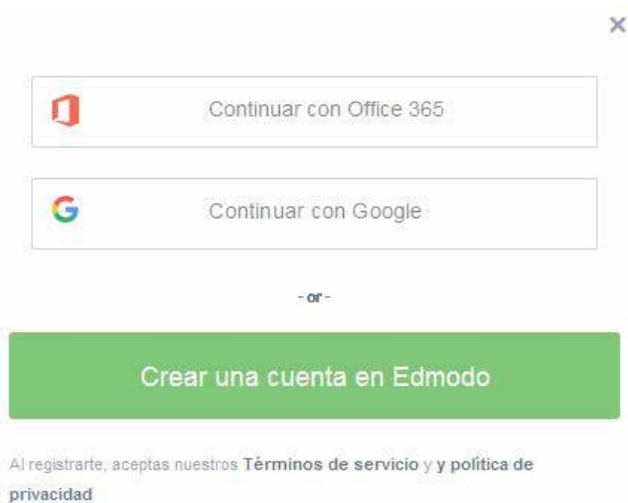 Continuar con Office 365
Continuar con Google
- or -
Crear una cuenta en Edmodo
Al registrarte, aceptas nuestros Términos de servicio y y política de
privacidad